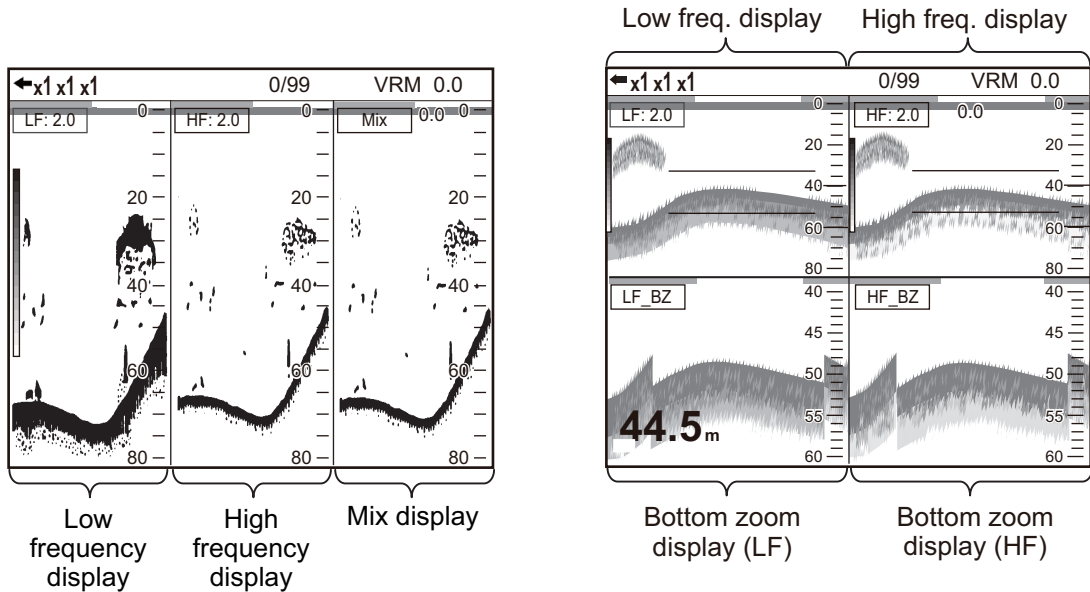 Low freq. display
High freq. display
x1 x1 x1 0/99 VRM 0.0
LF: 2.0 0 HF: 2.0 0 Mix 0.0 0
20 20 20
40 40 40
60 60 60
80 80 80
Low frequency display
High frequency display
Mix display
x1 x1 x1 0/99 VRM 0.0
LF: 2.0 0 HF: 2.0 0.0 0
20 20
40 40
60 60
80 80
LF_BZ 40 HF_BZ 40
45 45
50 50
44.5m 55 55
60 60
Bottom zoom
display (LF)
Bottom zoom
display (HF)